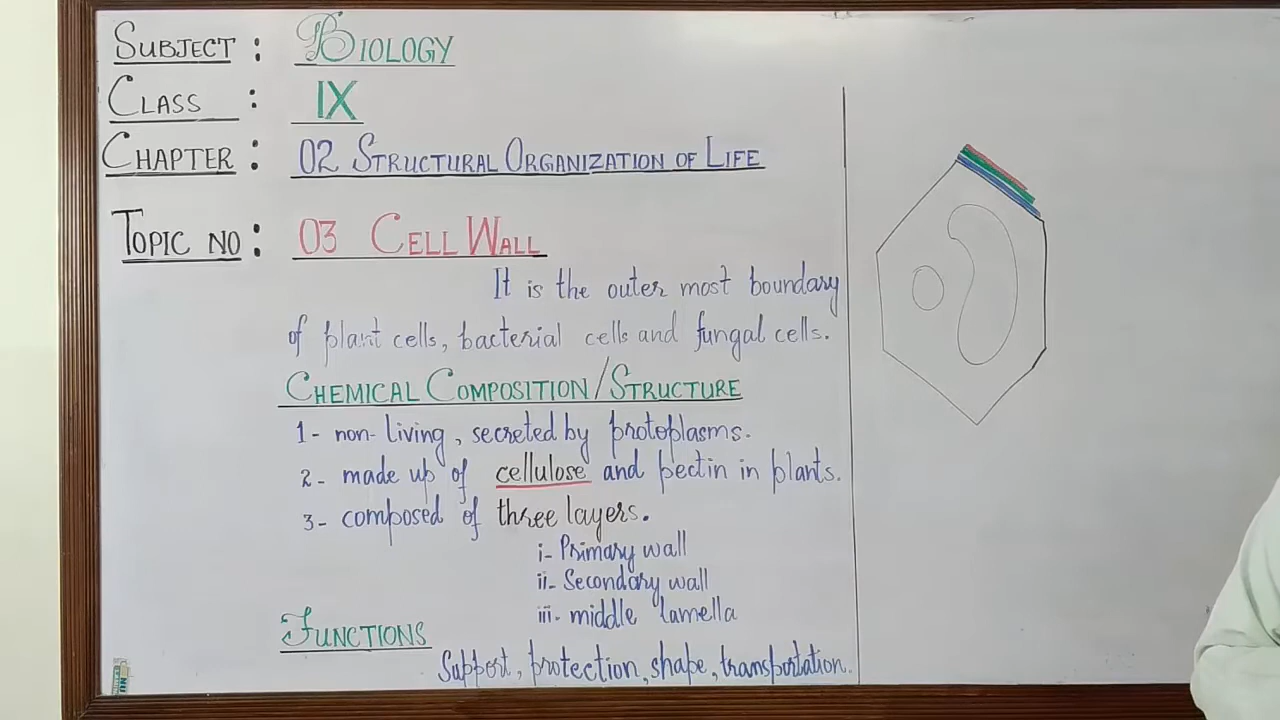 SUBJECT : BIOLOGY
CLASS : IX
CHAPTER : 02 STRUCTURAL ORGANIZATION OF LIFE
TOPIC NO : 03 CELL WALL
It is the outer most boundary
of plant cells, bacterial cells and fungal cells.
CHEMICAL COMPOSITION/STRUCTURE
1- non-living, secreted by protoplasms.
2- made up of cellulose and pectin in plants.
3- composed of three layers.
i- Primary wall
ii- Secondary wall
iii- middle lamella
FUNCTIONS
Support, protection, shape, transportation.